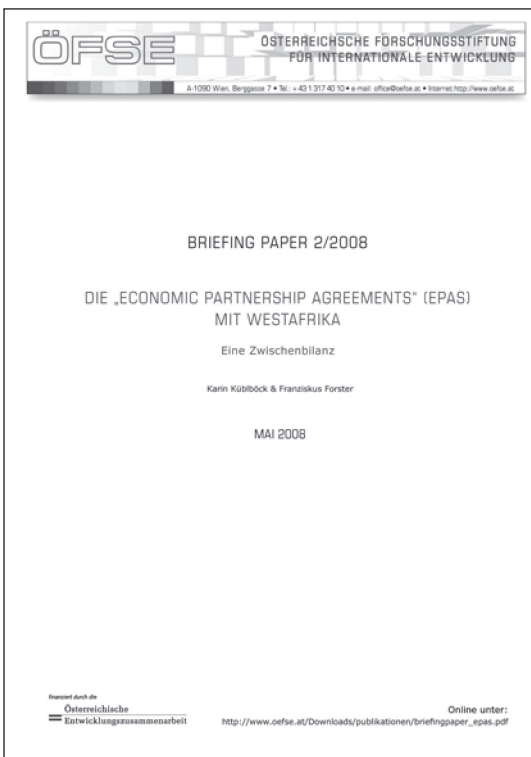 ÖFSE
ÖSTERREICHSCHE FORSCHUNGSSTIFTUNG
FÜR INTERNATIONALE ENTWICKLUNG
A-1090 Wien, Berggasse 7 • Tel.: + 43 1 317 40 10 • e-mail: office@oefse.at • Internet:http://www.oefse.at
BRIEFING PAPER 2/2008
DIE „ECONOMIC PARTNERSHIP AGREEMENTS“ (EPAS)
MIT WESTAFRIKA
Eine Zwischenbilanz
Karin Küblböck & Franziskus Forster
MAI 2008
finanziert durch die
Österreichische
Entwicklungszusammenarbeit
Online unter:
http://www.oefse.at/Downloads/publikationen/briefingpaper_epas.pdf